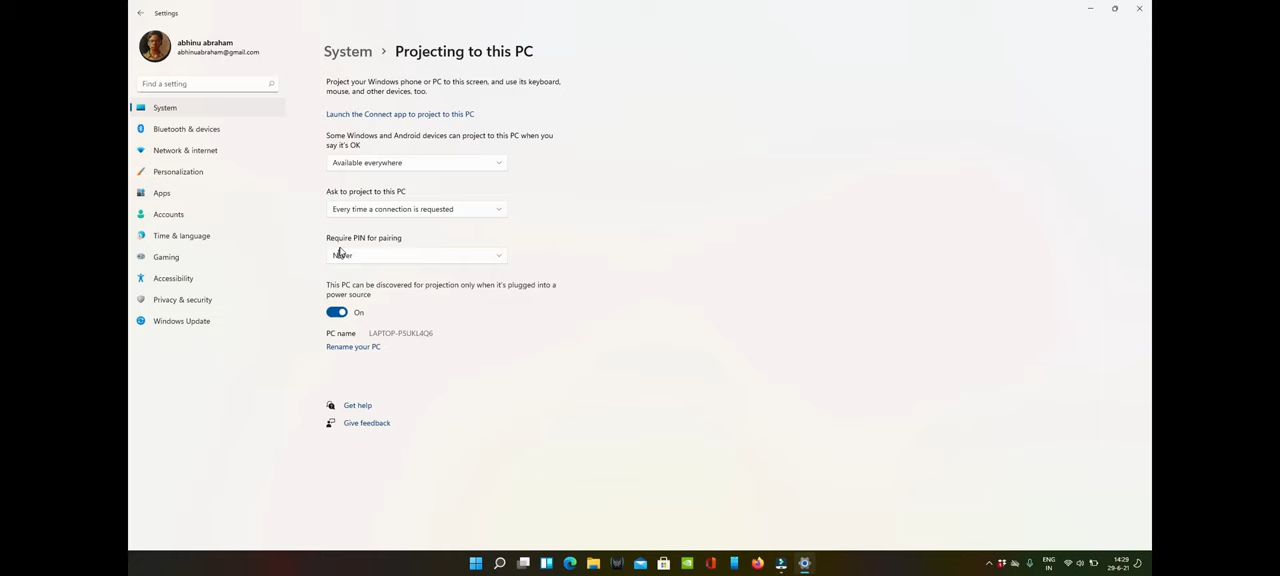 Settings
abhinu abraham
abhinuabraham@gmail.com
Find a setting
System
Bluetooth & devices
Network & internet
Personalization
Apps
Accounts
Time & language
Gaming
Accessibility
Privacy & security
Windows Update
System > Projecting to this PC
Project your Windows phone or PC to this screen, and use its keyboard,
mouse, and other devices, too.
Launch the Connect app to project to this PC
Some Windows and Android devices can project to this PC when you
say it's OK
Available everywhere
Ask to project to this PC
Every time a connection is requested
Require PIN for pairing
Never
This PC can be discovered for projection only when it's plugged into a
power source
On
PC name LAPTOP-P5UKL4Q6
Rename your PC
Get help
Give feedback
ENG
IN
14:29
29-6-21